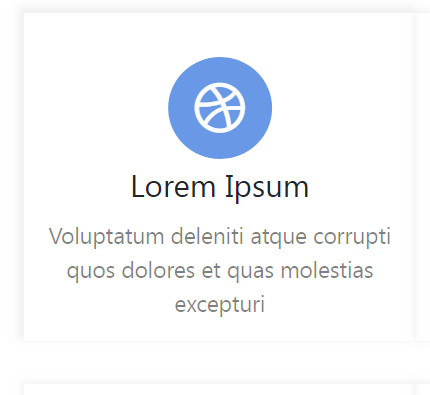 Lorem Ipsum
Voluptatum deleniti atque corrupti
quos dolores et quas molestias
excepturi